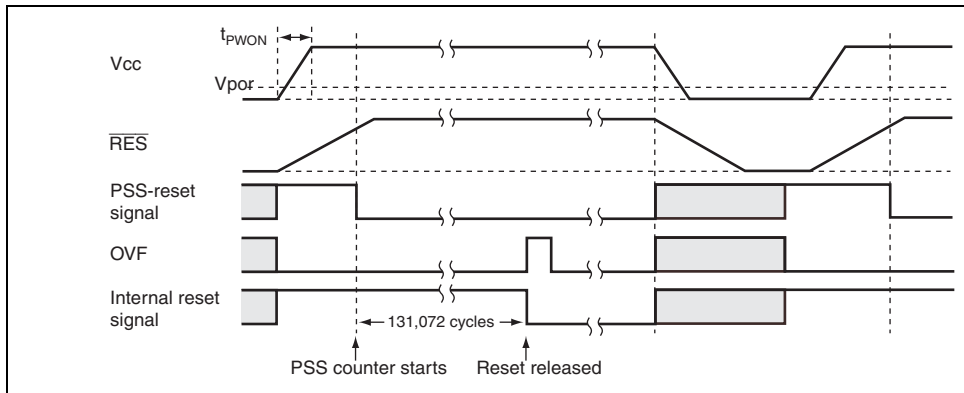 tPWON
Vcc
Vpor
RES
PSS-reset
signal
OVF
Internal reset
signal
131,072 cycles
PSS counter starts
Reset released